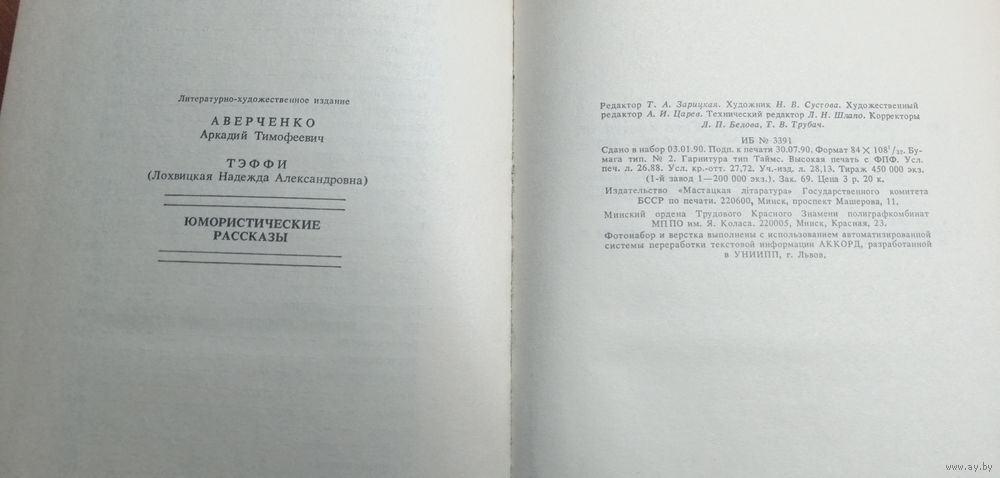 Литературно-художественное издание
АВЕРЧЕНКО
Аркадий Тимофеевич
ТЭФФИ
(Лохвицкая Надежда Александровна)
ЮМОРИСТИЧЕСКИЕ
РАССКАЗЫ
Редактор Т. А. Зарицкая. Художник Н. В. Сустова. Художественный
редактор А. И. Царев. Технический редактор Л. Н. Шлапо. Корректоры
Л. П. Белова, Т. В. Трубач.
ИБ № 3391
Сдано в набор 03.01.90. Подп. к печати 30.07.90. Формат 84 × 108¹/₃₂. Бу-
мага тип. № 2. Гарнитура тип Таймс. Высокая печать с ФПФ. Усл.
печ. л. 26.88. Усл. кр.-отт. 27,72. Уч.-изд. л. 28,13. Тираж 450 000 экз.
(1-й завод 1—200 000 экз.). Зак. 69. Цена 3 р. 20 к.
Издательство «Мастацкая літаратура» Государственного комитета
БССР по печати. 220600, Минск, проспект Машерова, 11.
Минский ордена Трудового Красного Знамени полиграфкомбинат
МППО им. Я. Коласа. 220005, Минск, Красная, 23.
Фотонабор и верстка выполнены с использованием автоматизированной
системы переработки текстовой информации АККОРД, разработанной
в УНИИПП, г. Львов.
www.ay.by